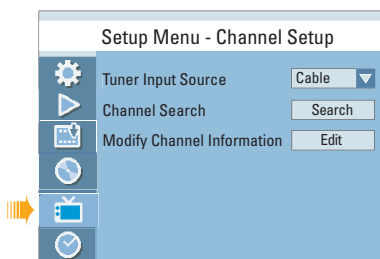 Setup Menu - Channel Setup
Tuner Input Source Cable
Channel Search Search
Modify Channel Information Edit